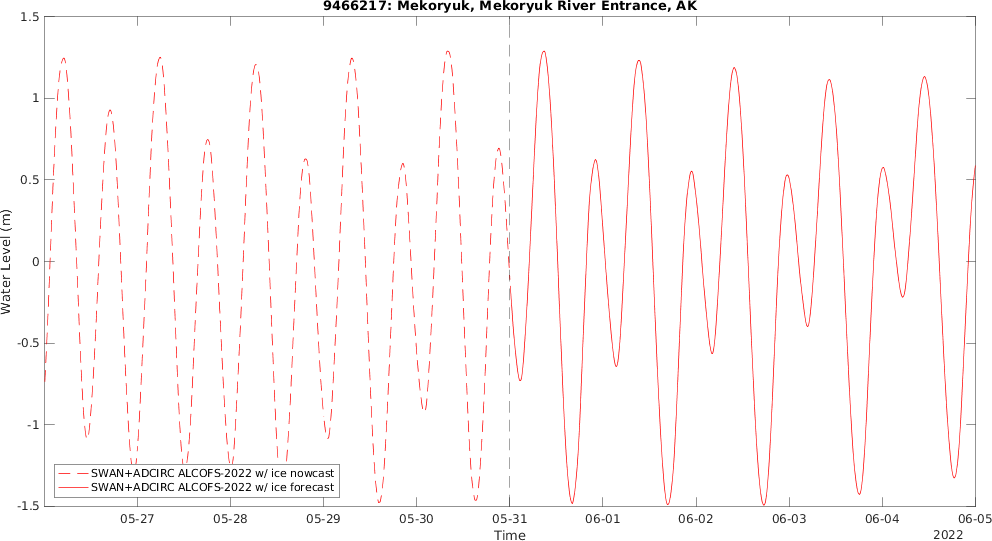 9466217: Mekoryuk, Mekoryuk River Entrance, AK
1.5
1
0.5
0
-0.5
-1
-1.5
Water Level (m)
SWAN+ADCIRC ALCOFS-2022 w/ ice nowcast
SWAN+ADCIRC ALCOFS-2022 w/ ice forecast
05-27 05-28 05-29 05-30 05-31 06-01 06-02 06-03 06-04 06-05
Time
2022